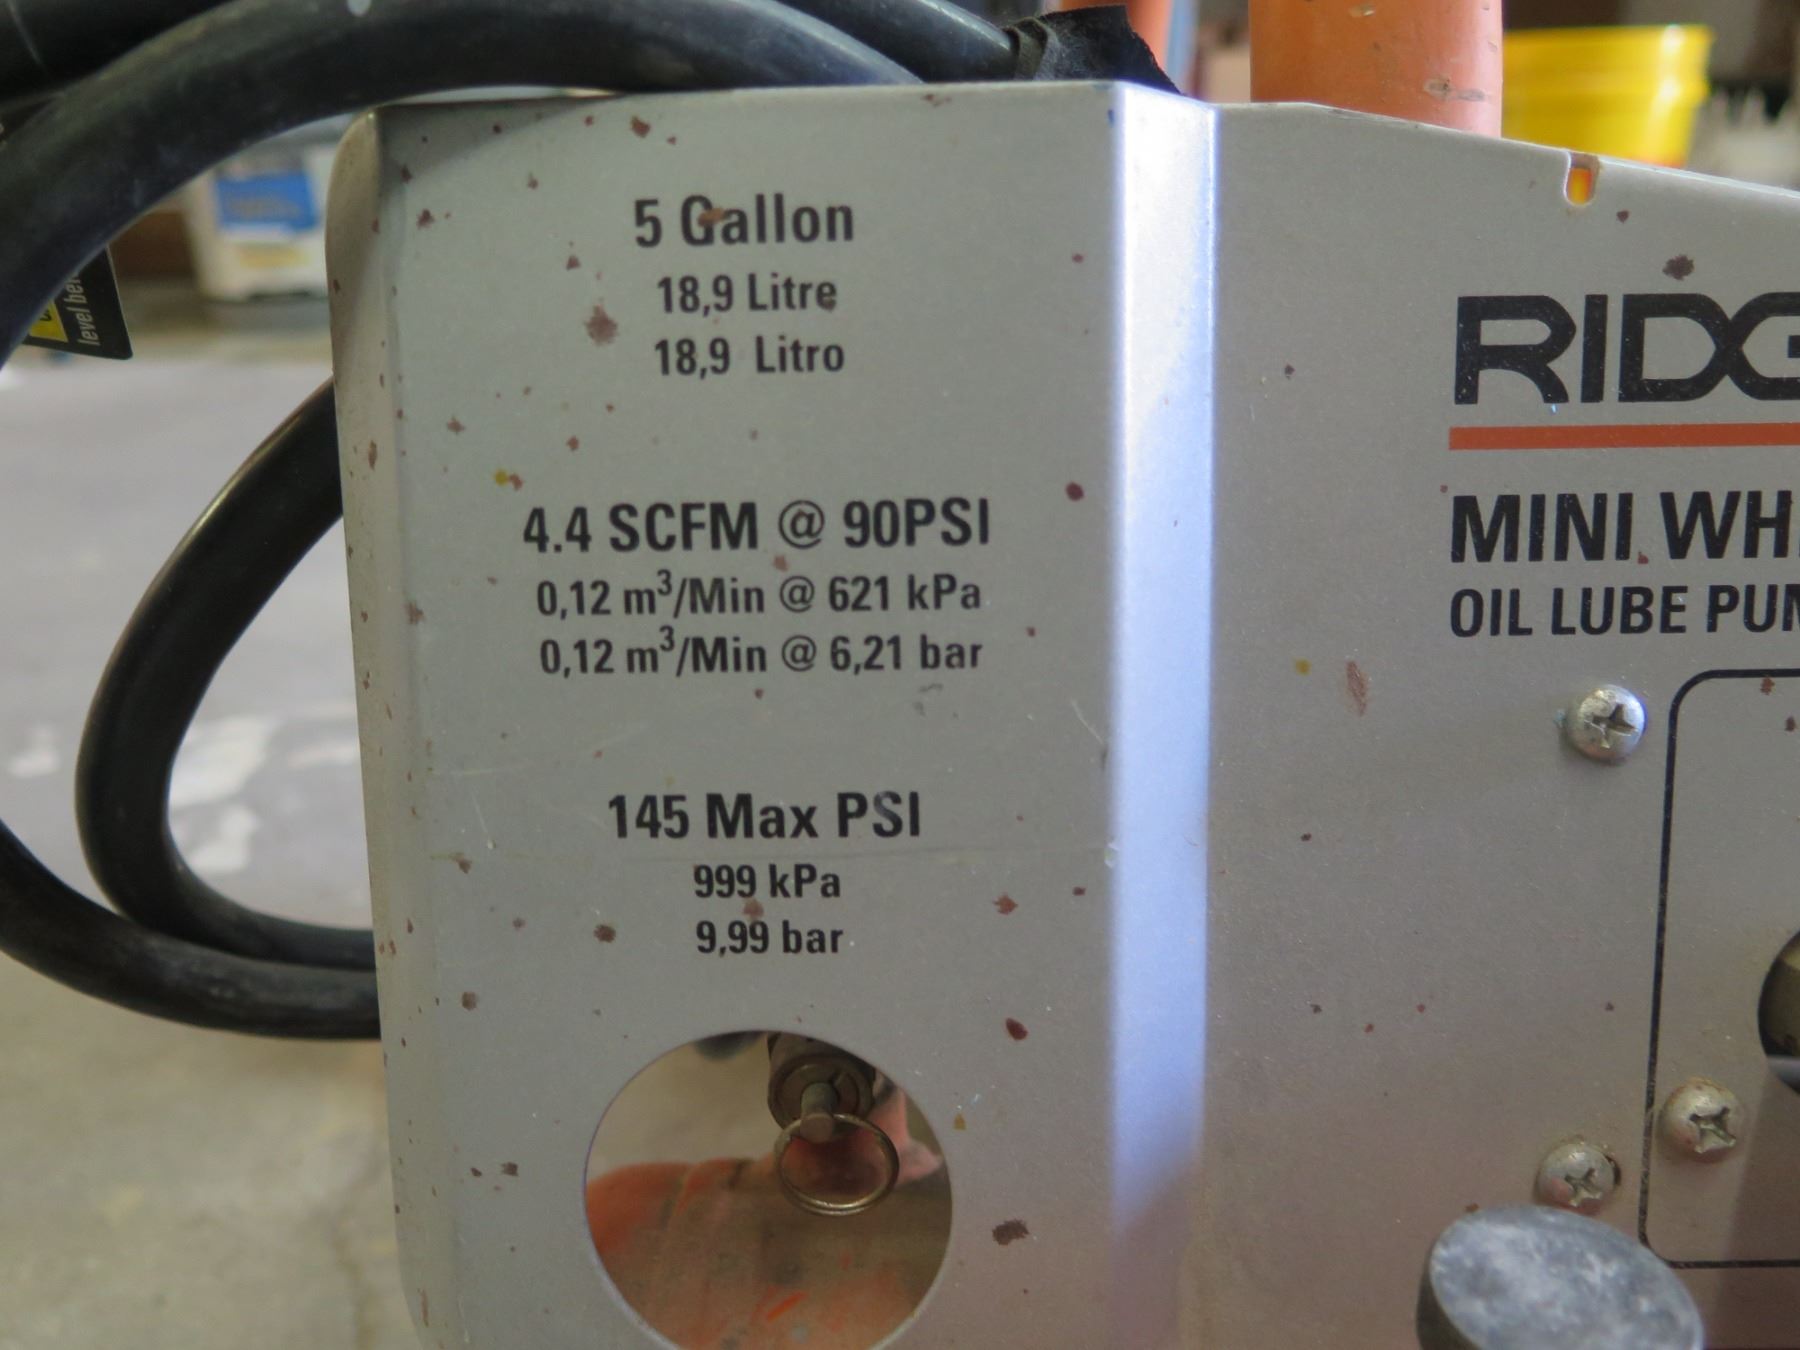 5 Gallon
18,9 Litre
18,9 Litro
4.4 SCFM @ 90PSI
0,12 m³/Min @ 621 kPa
0,12 m³/Min @ 6,21 bar
145 Max PSI
999 kPa
9,99 bar
RIDG
MINI WH
OIL LUBE PUM
level be